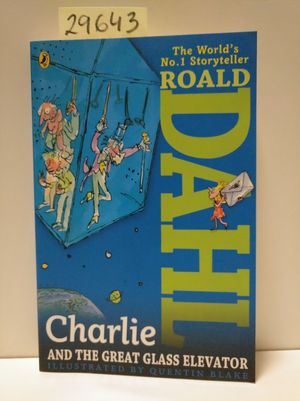 29643
The World's
No.1 Storyteller
ROALD
DAHL
Charlie
AND THE GREAT GLASS ELEVATOR
ILLUSTRATED BY QUENTIN BLAKE